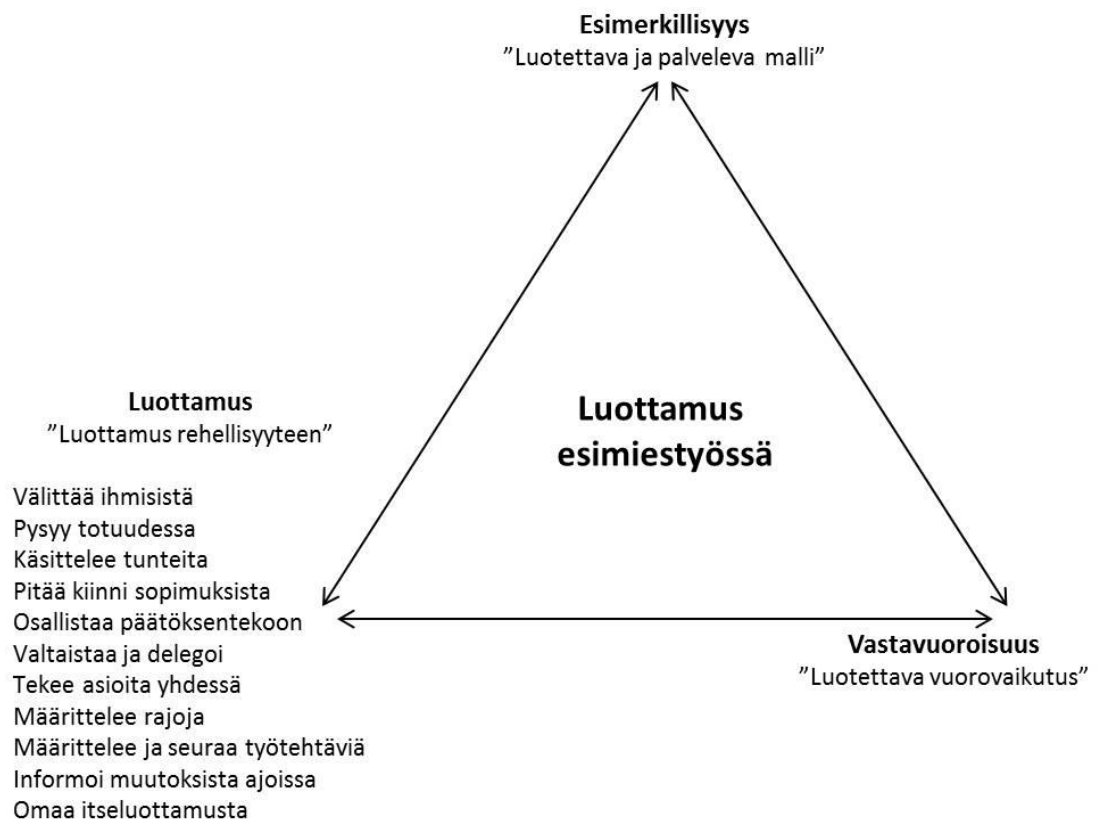 Esimerkillisyys
”Luotettava ja palveleva malli”
Luottamus
”Luottamus rehellisyyteen”
Luottamus
esimiestyössä
Välittää ihmisistä
Pysyy totuudessa
Käsittelee tunteita
Pitää kiinni sopimuksista
Osallistaa päätöksentekoon
Valtaistaa ja delegoi
Tekee asioita yhdessä
Määrittelee rajoja
Määrittelee ja seuraa työtehtäviä
Informoi muutoksista ajoissa
Omaa itseluottamusta
Vastavuoroisuus
”Luotettava vuorovaikutus”